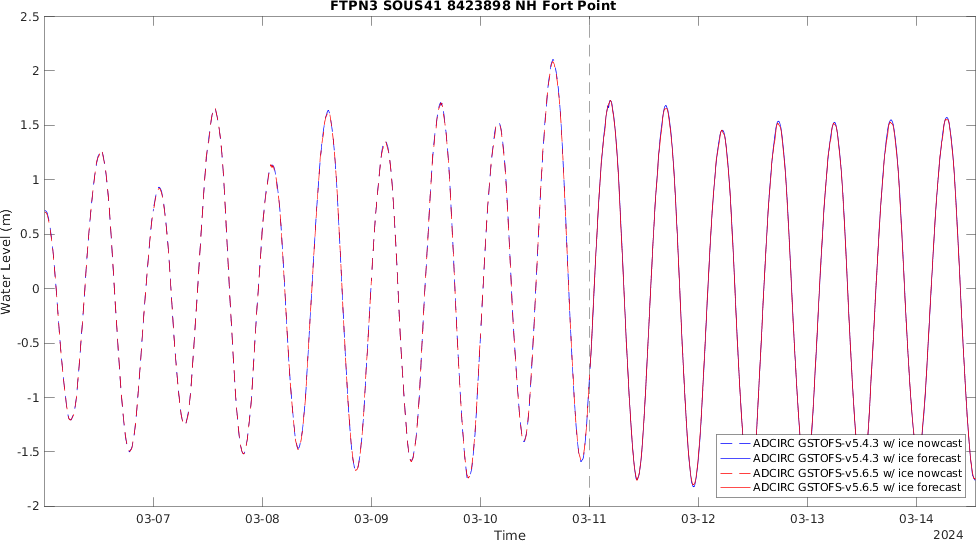 FTPN3 SOUS41 8423898 NH Fort Point
2.5
2
1.5
1
0.5
0
-0.5
-1
-1.5
-2
Water Level (m)
ADCIRC GSTOFS-v5.4.3 w/ ice nowcast
ADCIRC GSTOFS-v5.4.3 w/ ice forecast
ADCIRC GSTOFS-v5.6.5 w/ ice nowcast
ADCIRC GSTOFS-v5.6.5 w/ ice forecast
03-07 03-08 03-09 03-10 03-11 03-12 03-13 03-14
Time
2024